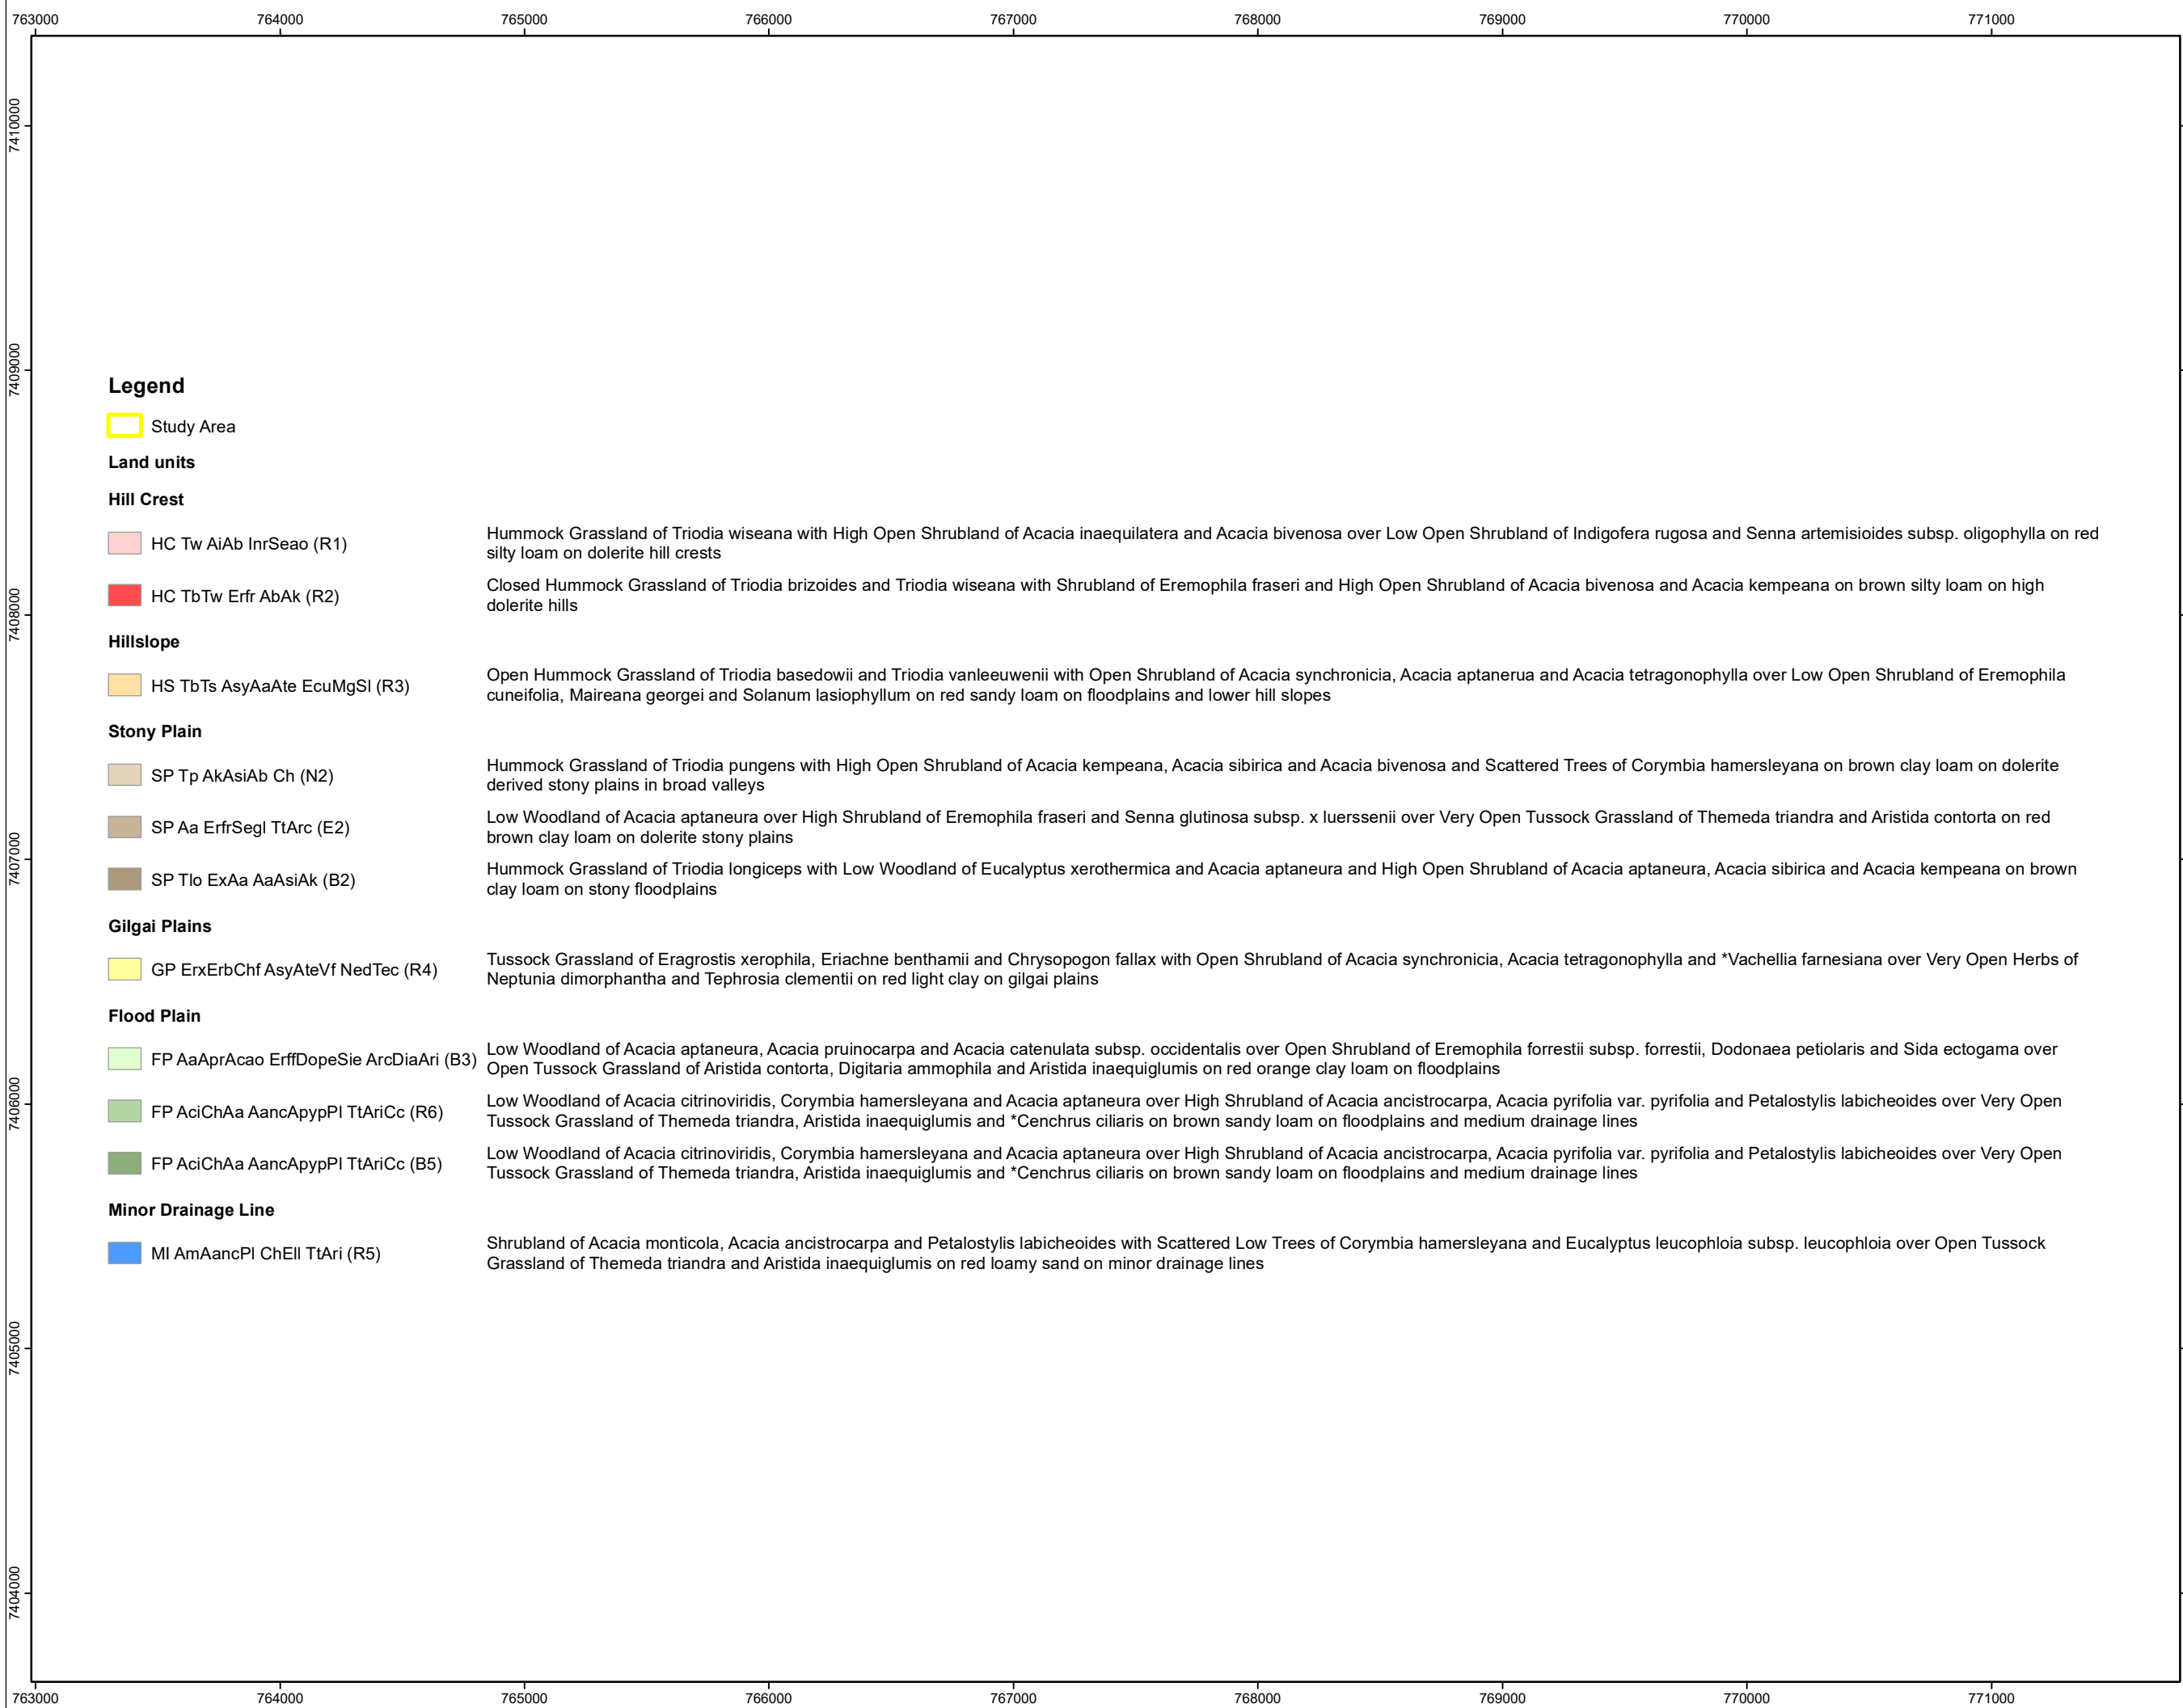 763000 764000 765000 766000 767000 768000 769000 770000 771000
7410000
7409000
Legend
Study Area
Land units
Hill Crest
HC Tw AiAb InrSeao (R1)
Hummock Grassland of Triodia wiseana with High Open Shrubland of Acacia inaequilatera and Acacia bivenosa over Low Open Shrubland of Indigofera rugosa and Senna artemisioides subsp. oligophylla on red
silty loam on dolerite hill crests
HC TbTw Erfr AbAk (R2)
Closed Hummock Grassland of Triodia brizoides and Triodia wiseana with Shrubland of Eremophila fraseri and High Open Shrubland of Acacia bivenosa and Acacia kempeana on brown silty loam on high
dolerite hills
7408000
Hillslope
HS TbTs AsyAaAte EcuMgSl (R3)
Open Hummock Grassland of Triodia basedowii and Triodia vanleeuwenii with Open Shrubland of Acacia synchronicia, Acacia aptanerua and Acacia tetragonophylla over Low Open Shrubland of Eremophila
cuneifolia, Maireana georgei and Solanum lasiophyllum on red sandy loam on floodplains and lower hill slopes
Stony Plain
SP Tp AkAsiAb Ch (N2)
Hummock Grassland of Triodia pungens with High Open Shrubland of Acacia kempeana, Acacia sibirica and Acacia bivenosa and Scattered Trees of Corymbia hamersleyana on brown clay loam on dolerite
derived stony plains in broad valleys
SP Aa ErfrSegl TtArc (E2)
Low Woodland of Acacia aptaneura over High Shrubland of Eremophila fraseri and Senna glutinosa subsp. x luerssenii over Very Open Tussock Grassland of Themeda triandra and Aristida contorta on red
brown clay loam on dolerite stony plains
7407000
SP Tlo ExAa AaAsiAk (B2)
Hummock Grassland of Triodia longiceps with Low Woodland of Eucalyptus xerothermica and Acacia aptaneura and High Open Shrubland of Acacia aptaneura, Acacia sibirica and Acacia kempeana on brown
clay loam on stony floodplains
Gilgai Plains
GP ErxErbChf AsyAteVf NedTec (R4)
Tussock Grassland of Eragrostis xerophila, Eriachne benthamii and Chrysopogon fallax with Open Shrubland of Acacia synchronicia, Acacia tetragonophylla and *Vachellia farnesiana over Very Open Herbs of
Neptunia dimorphantha and Tephrosia clementii on red light clay on gilgai plains
Flood Plain
FP AaAprAcao ErffDopeSie ArcDiaAri (B3)
Low Woodland of Acacia aptaneura, Acacia pruinocarpa and Acacia catenulata subsp. occidentalis over Open Shrubland of Eremophila forrestii subsp. forrestii, Dodonaea petiolaris and Sida ectogama over
Open Tussock Grassland of Aristida contorta, Digitaria ammophila and Aristida inaequiglumis on red orange clay loam on floodplains
7406000
FP AciChAa AancApypPl TtAriCc (R6)
Low Woodland of Acacia citrinoviridis, Corymbia hamersleyana and Acacia aptaneura over High Shrubland of Acacia ancistrocarpa, Acacia pyrifolia var. pyrifolia and Petalostylis labicheoides over Very Open
Tussock Grassland of Themeda triandra, Aristida inaequiglumis and *Cenchrus ciliaris on brown sandy loam on floodplains and medium drainage lines
FP AciChAa AancApypPl TtAriCc (B5)
Low Woodland of Acacia citrinoviridis, Corymbia hamersleyana and Acacia aptaneura over High Shrubland of Acacia ancistrocarpa, Acacia pyrifolia var. pyrifolia and Petalostylis labicheoides over Very Open
Tussock Grassland of Themeda triandra, Aristida inaequiglumis and *Cenchrus ciliaris on brown sandy loam on floodplains and medium drainage lines
Minor Drainage Line
MI AmAancPl ChEll TtAri (R5)
Shrubland of Acacia monticola, Acacia ancistrocarpa and Petalostylis labicheoides with Scattered Low Trees of Corymbia hamersleyana and Eucalyptus leucophloia subsp. leucophloia over Open Tussock
Grassland of Themeda triandra and Aristida inaequiglumis on red loamy sand on minor drainage lines
7405000
7404000
763000 764000 765000 766000 767000 768000 769000 770000 771000